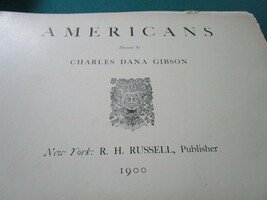 AMERICANS
Drawn by
CHARLES DANA GIBSON
New York: R. H. RUSSELL, Publisher
1900